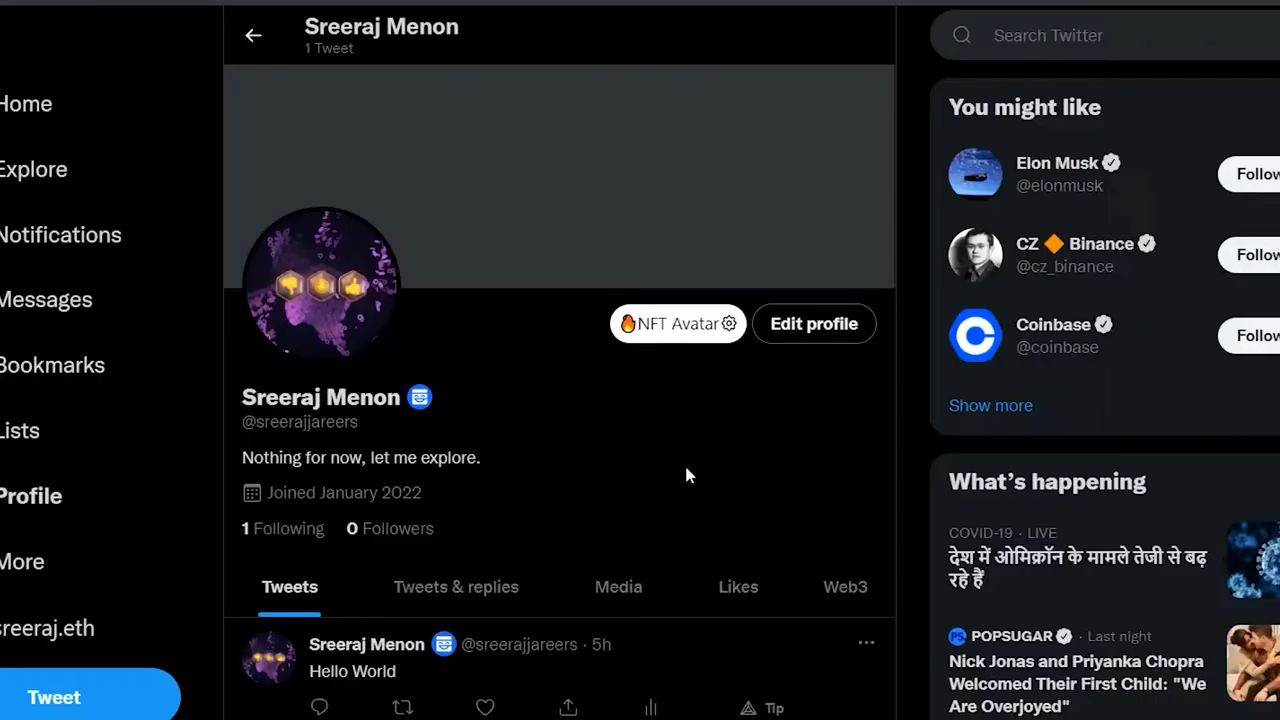 Sreeraj Menon
1 Tweet
Home
Explore
Notifications
Messages
Bookmarks
Lists
Profile
More
sreeraj.eth
Tweet
NFT Avatar
Edit profile
Sreeraj Menon
@sreerajjareers
Nothing for now, let me explore.
Joined January 2022
1 Following 0 Followers
Tweets Tweets & replies Media Likes Web3
Sreeraj Menon @sreerajjareers · 5h
Hello World
Tip
Search Twitter
You might like
Elon Musk
@elonmusk
Follow
CZ 🔶 Binance
@cz_binance
Follow
Coinbase
@coinbase
Follow
Show more
What's happening
COVID-19 · LIVE
देश में ओमिक्रॉन के मामले तेजी से बढ़
रहे हैं
POPSUGAR · Last night
Nick Jonas and Priyanka Chopra
Welcomed Their First Child: "We
Are Overjoyed"